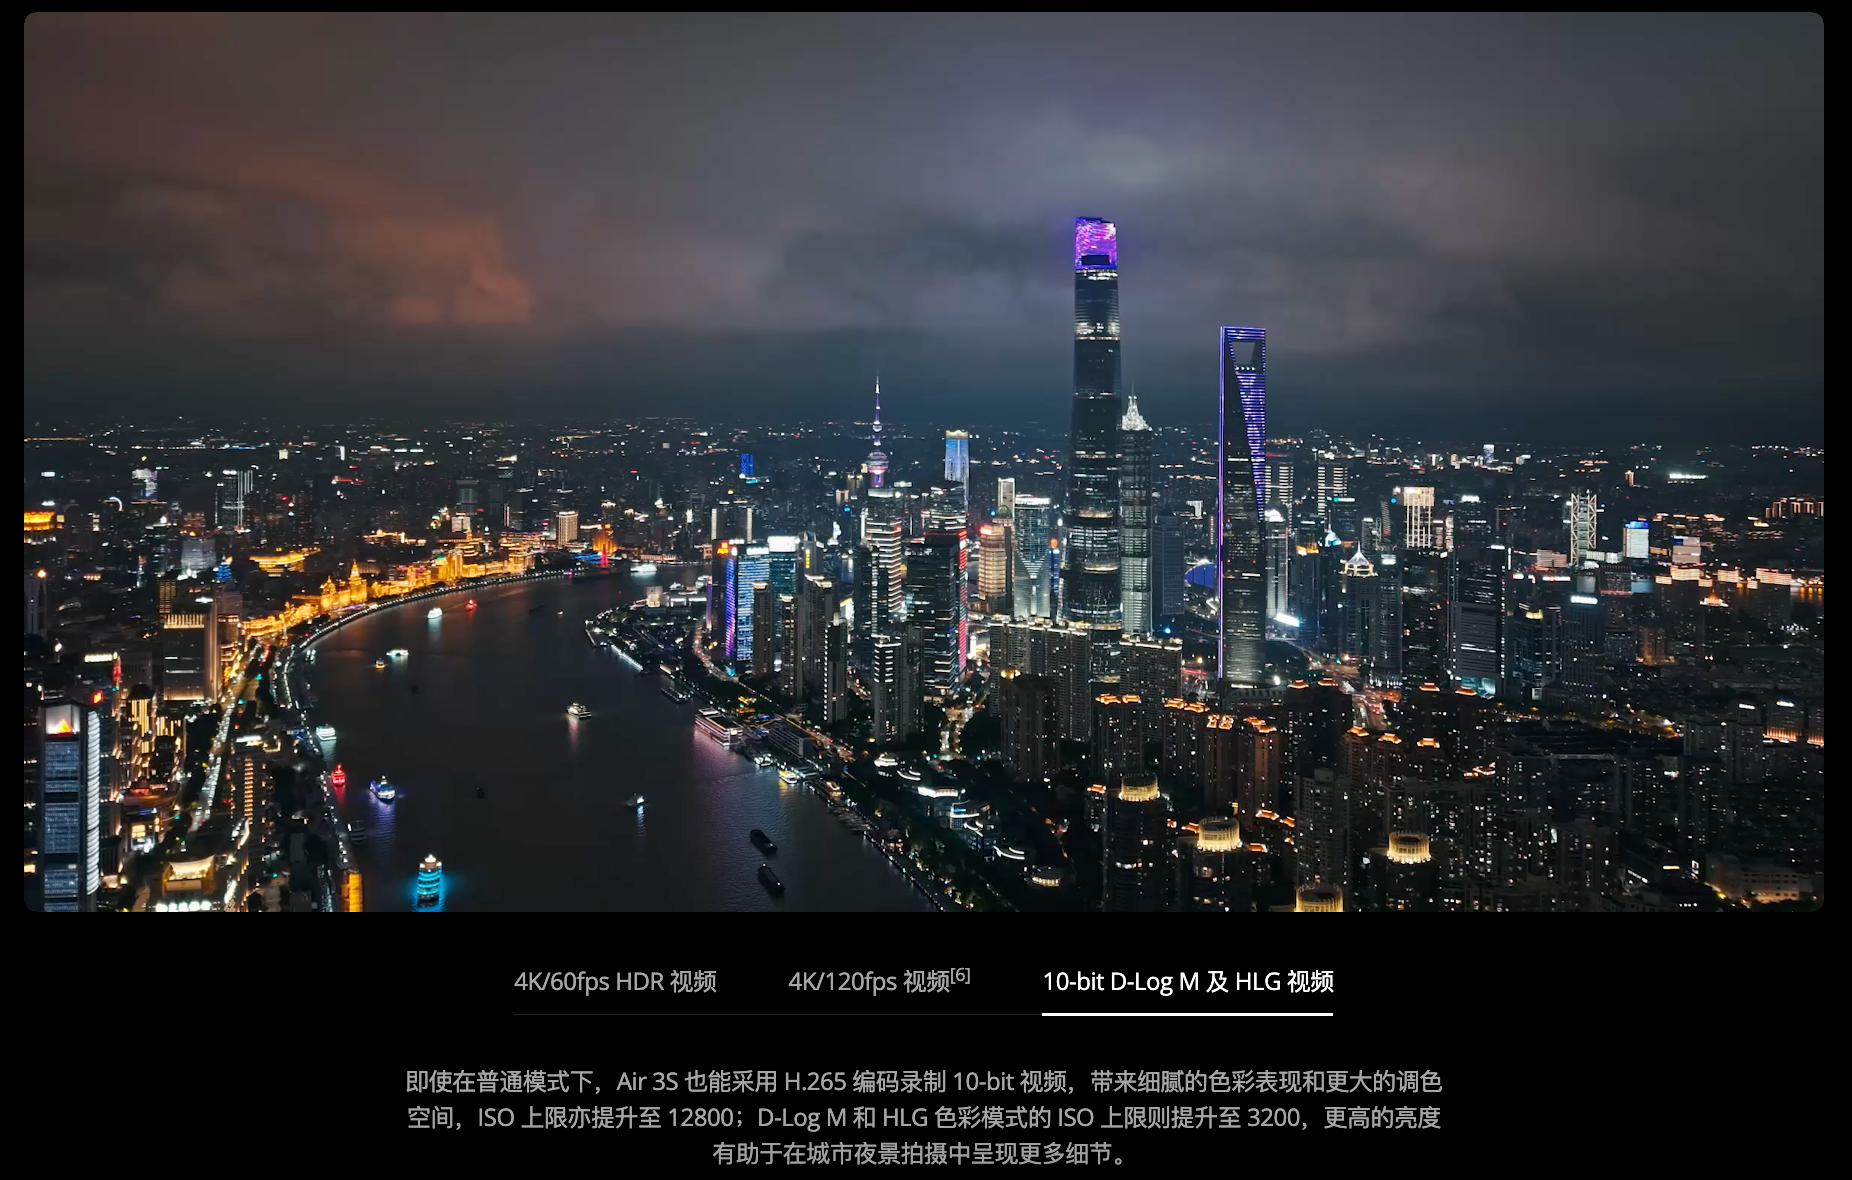 4K/60fps HDR 视频
4K/120fps 视频[6]
10-bit D-Log M 及 HLG 视频
即使在普通模式下，Air 3S 也能采用 H.265 编码录制 10-bit 视频，带来细腻的色彩表现和更大的调色
空间，ISO 上限亦提升至 12800；D-Log M 和 HLG 色彩模式的 ISO 上限则提升至 3200，更高的亮度
有助于在城市夜景拍摄中呈现更多细节。